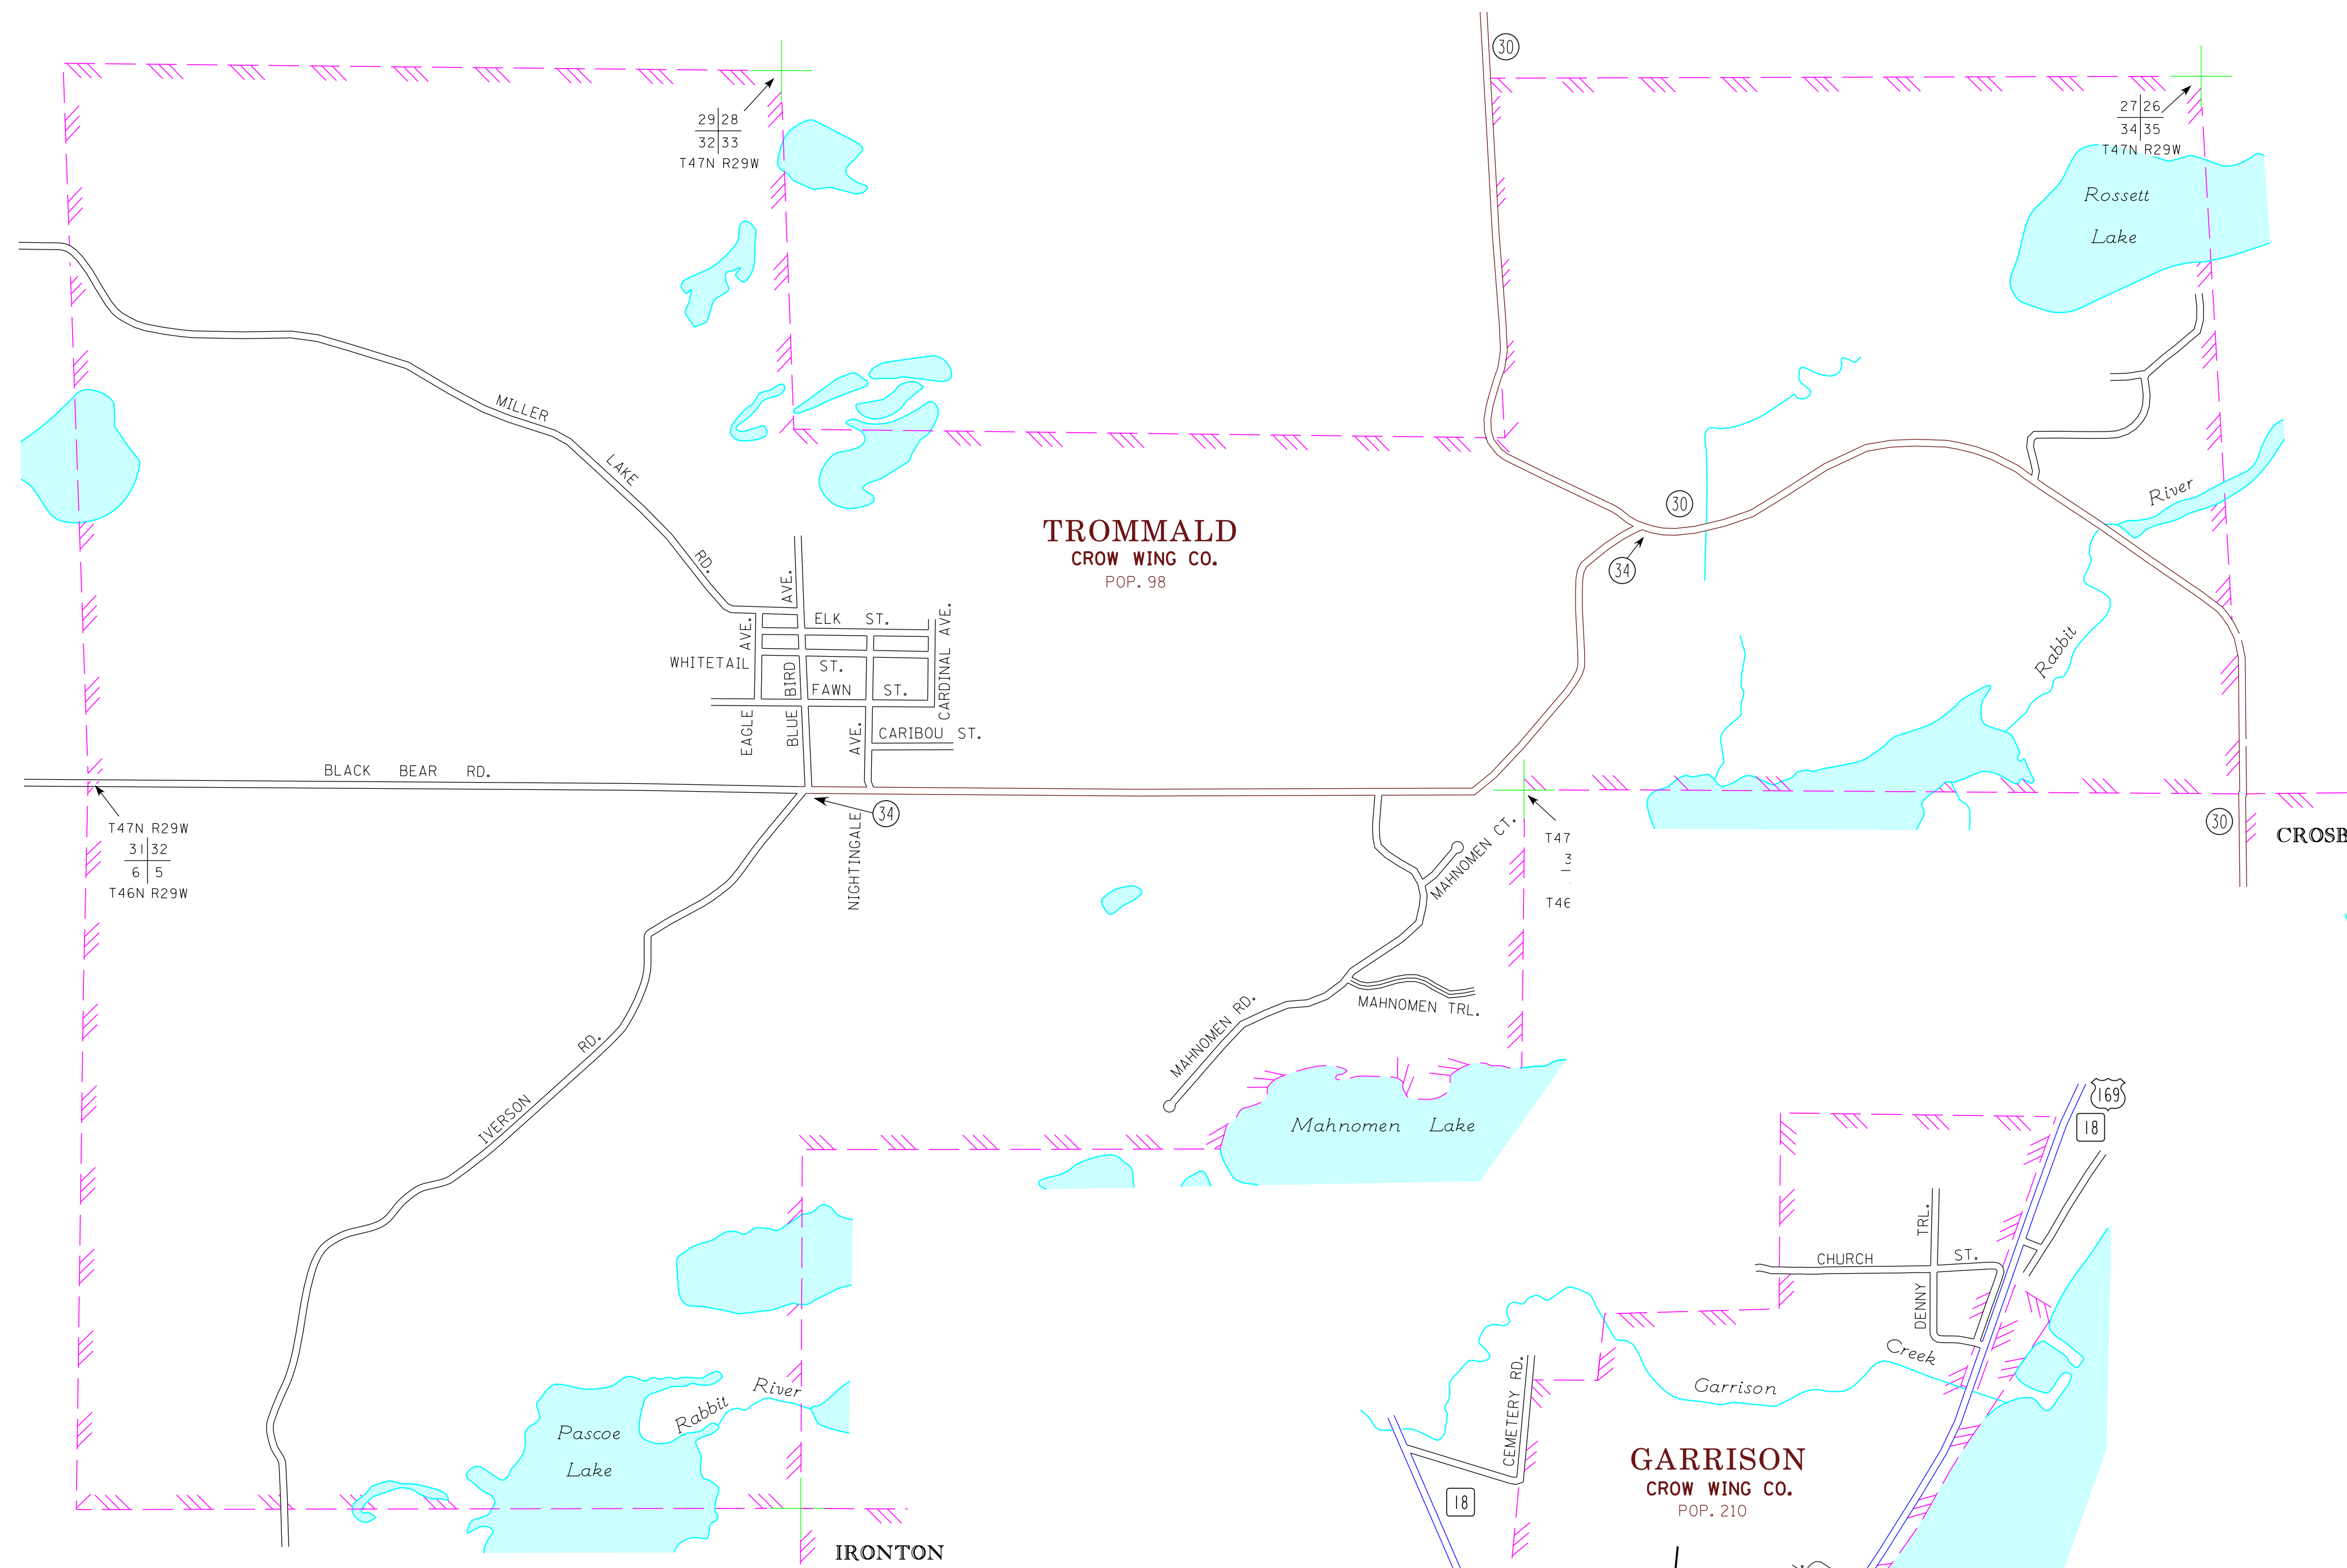 30
29 28
32 33
T47N R29W
27 26
34 35
T47N R29W
Rossett
Lake
MILLER
LAKE
RD.
30
River
TROMMALD
CROW WING CO.
POP. 98
34
AVE.
ELK ST.
AVE.
CARDINAL AVE.
WHITETAIL ST.
BLUE BIRD
FAWN ST.
EAGLE
AVE.
CARIBOU ST.
Rabbit
BLACK BEAR RD.
34
NIGHTINGALE
T47N R29W
31 32
6 5
T46N R29W
MAHNOMEN CT.
T47
3
T46
30
CROSB
MAHNOMEN RD.
MAHNOMEN TRL.
RD.
IVERSON
Mahnomen Lake
169
18
TRL.
CHURCH ST.
DENNY
Creek
Garrison
CEMETERY RD.
River
Rabbit
Pascoe
Lake
GARRISON
CROW WING CO.
POP. 210
18
IRONTON